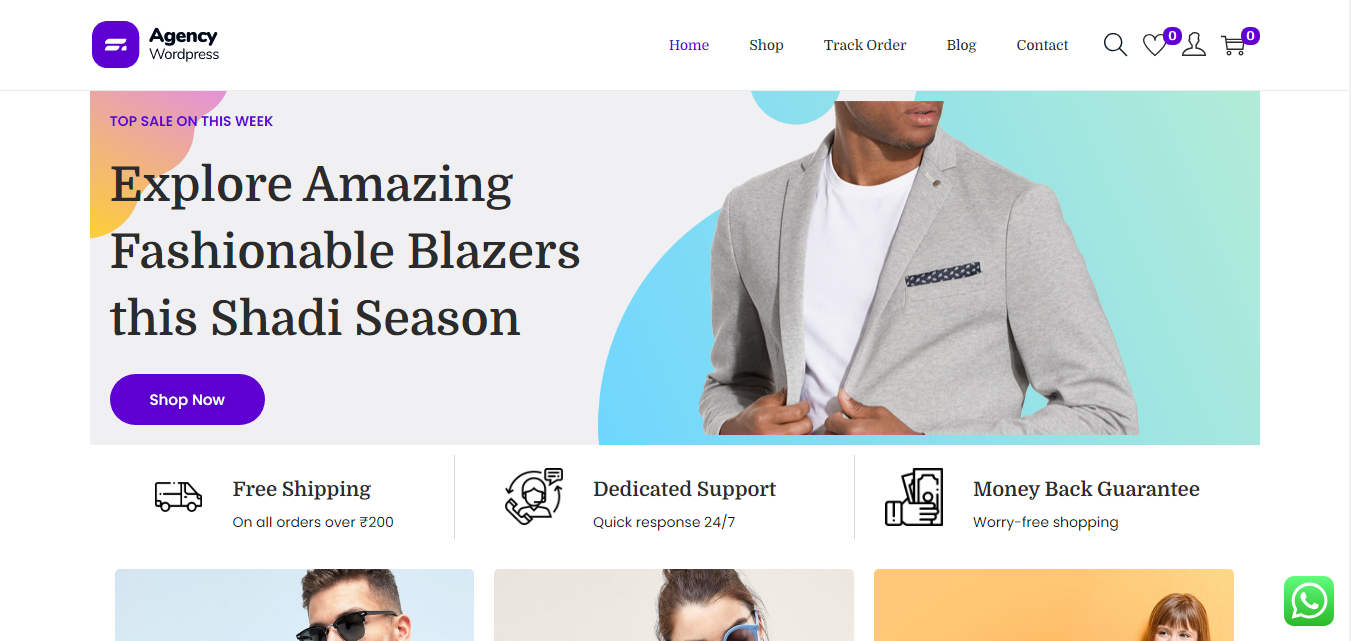 Agency
Wordpress
Home Shop Track Order Blog Contact 0 0
TOP SALE ON THIS WEEK
Explore Amazing
Fashionable Blazers
this Shadi Season
Shop Now
Free Shipping
On all orders over ₹200
Dedicated Support
Quick response 24/7
Money Back Guarantee
Worry-free shopping